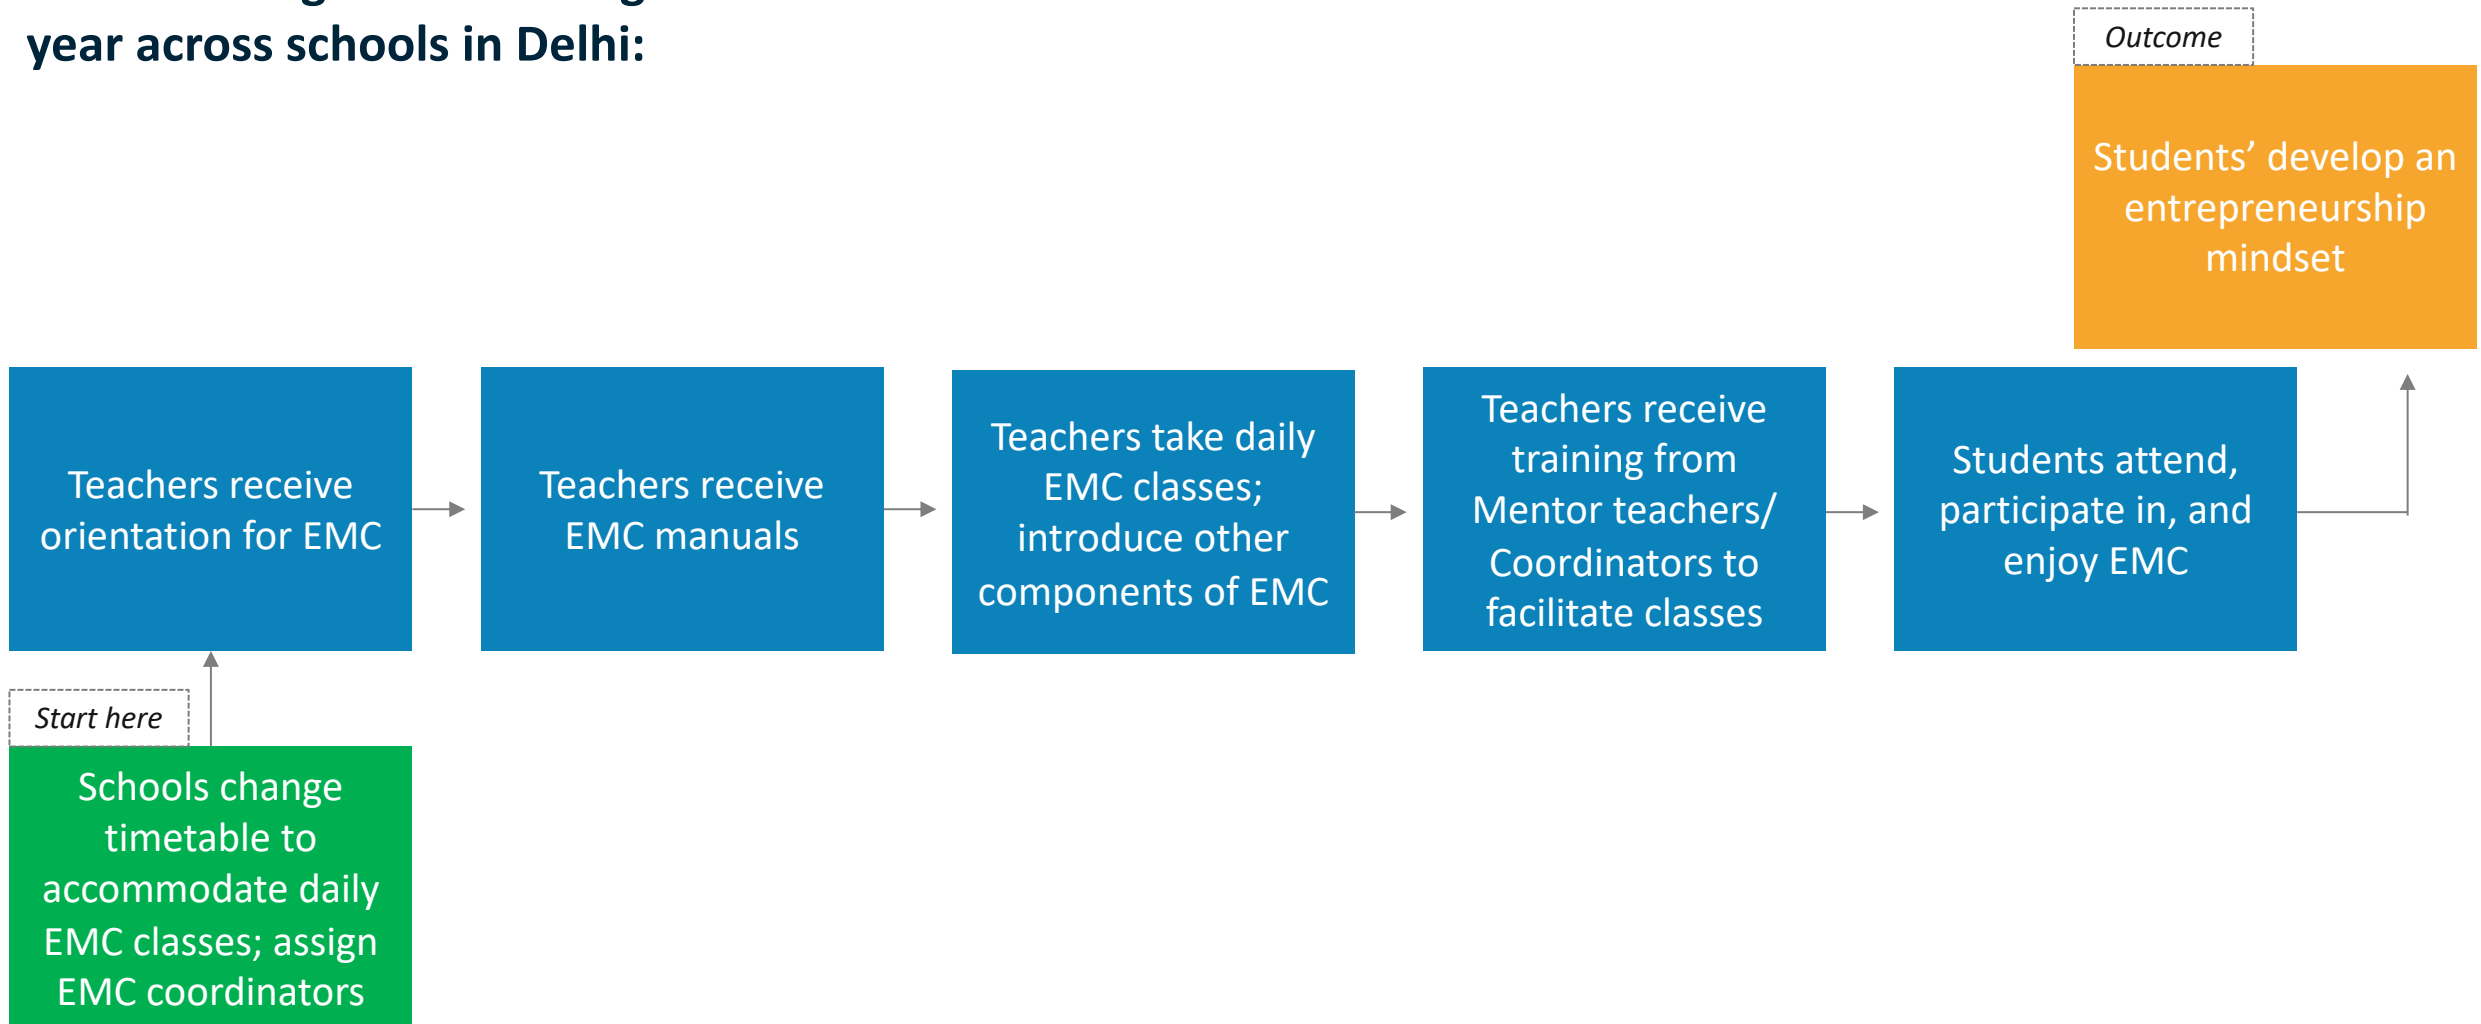 year across schools in Delhi:
Outcome
Students’ develop an
entrepreneurship
mindset
Teachers receive
orientation for EMC
Teachers receive
EMC manuals
Teachers take daily
EMC classes;
introduce other
components of EMC
Teachers receive
training from
Mentor teachers/
Coordinators to
facilitate classes
Students attend,
participate in, and
enjoy EMC
Start here
Schools change
timetable to
accommodate daily
EMC classes; assign
EMC coordinators